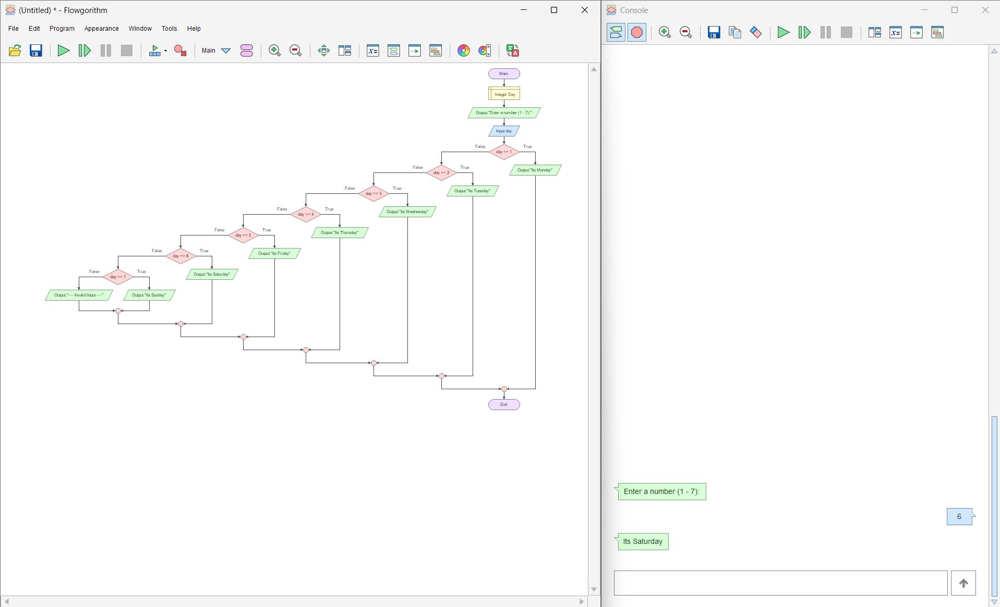 (Untitled) * - Flowgorithm
File Edit Program Appearance Window Tools Help
Main
x=
文
A
Main
Integer Day
Output "Enter a number (1 - 7):"
Input day
False
day == 1
True
Output "Its Monday"
False
day == 2
True
Output "Its Tuesday"
False
day == 3
True
Output "Its Wednesday"
False
day == 4
True
Output "Its Thursday"
False
day == 5
True
Output "Its Friday"
False
day == 6
True
Output "Its Saturday"
False
day == 7
True
Output "----Invalid Input----"
Output "Its Sunday"
End
Console
x=
Enter a number (1 - 7):
6
Its Saturday